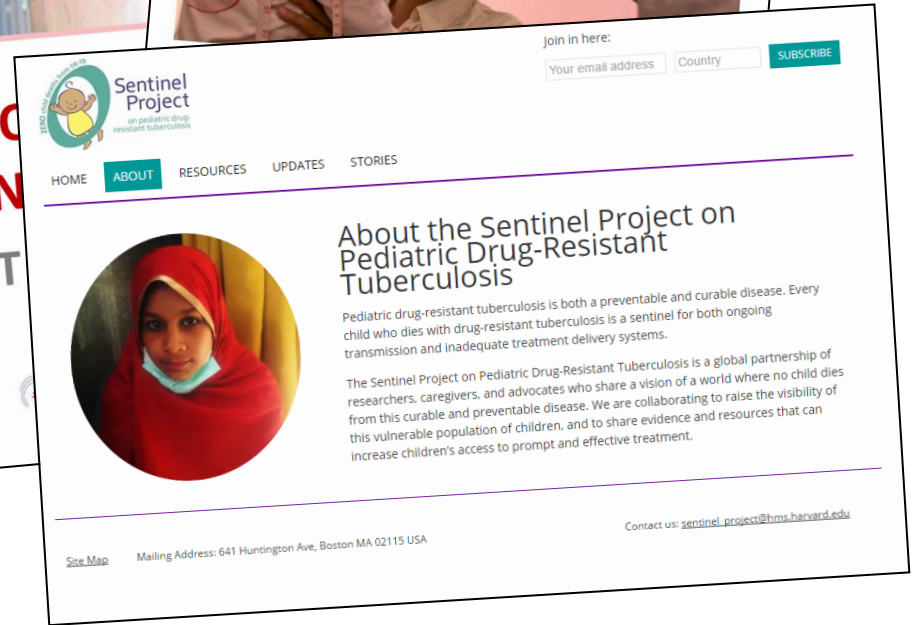 C
N
T
Join in here:
Your email address Country SUBSCRIBE
ZERO child deaths from DR-TB
Sentinel
Project
on pediatric drug-
resistant tuberculosis
HOME ABOUT RESOURCES UPDATES STORIES
About the Sentinel Project on
Pediatric Drug-Resistant
Tuberculosis
Pediatric drug-resistant tuberculosis is both a preventable and curable disease. Every
child who dies with drug-resistant tuberculosis is a sentinel for both ongoing
transmission and inadequate treatment delivery systems.
The Sentinel Project on Pediatric Drug-Resistant Tuberculosis is a global partnership of
researchers, caregivers, and advocates who share a vision of a world where no child dies
from this curable and preventable disease. We are collaborating to raise the visibility of
this vulnerable population of children, and to share evidence and resources that can
increase children's access to prompt and effective treatment.
Site Map Mailing Address: 641 Huntington Ave, Boston MA 02115 USA Contact us: sentinel_project@hms.harvard.edu